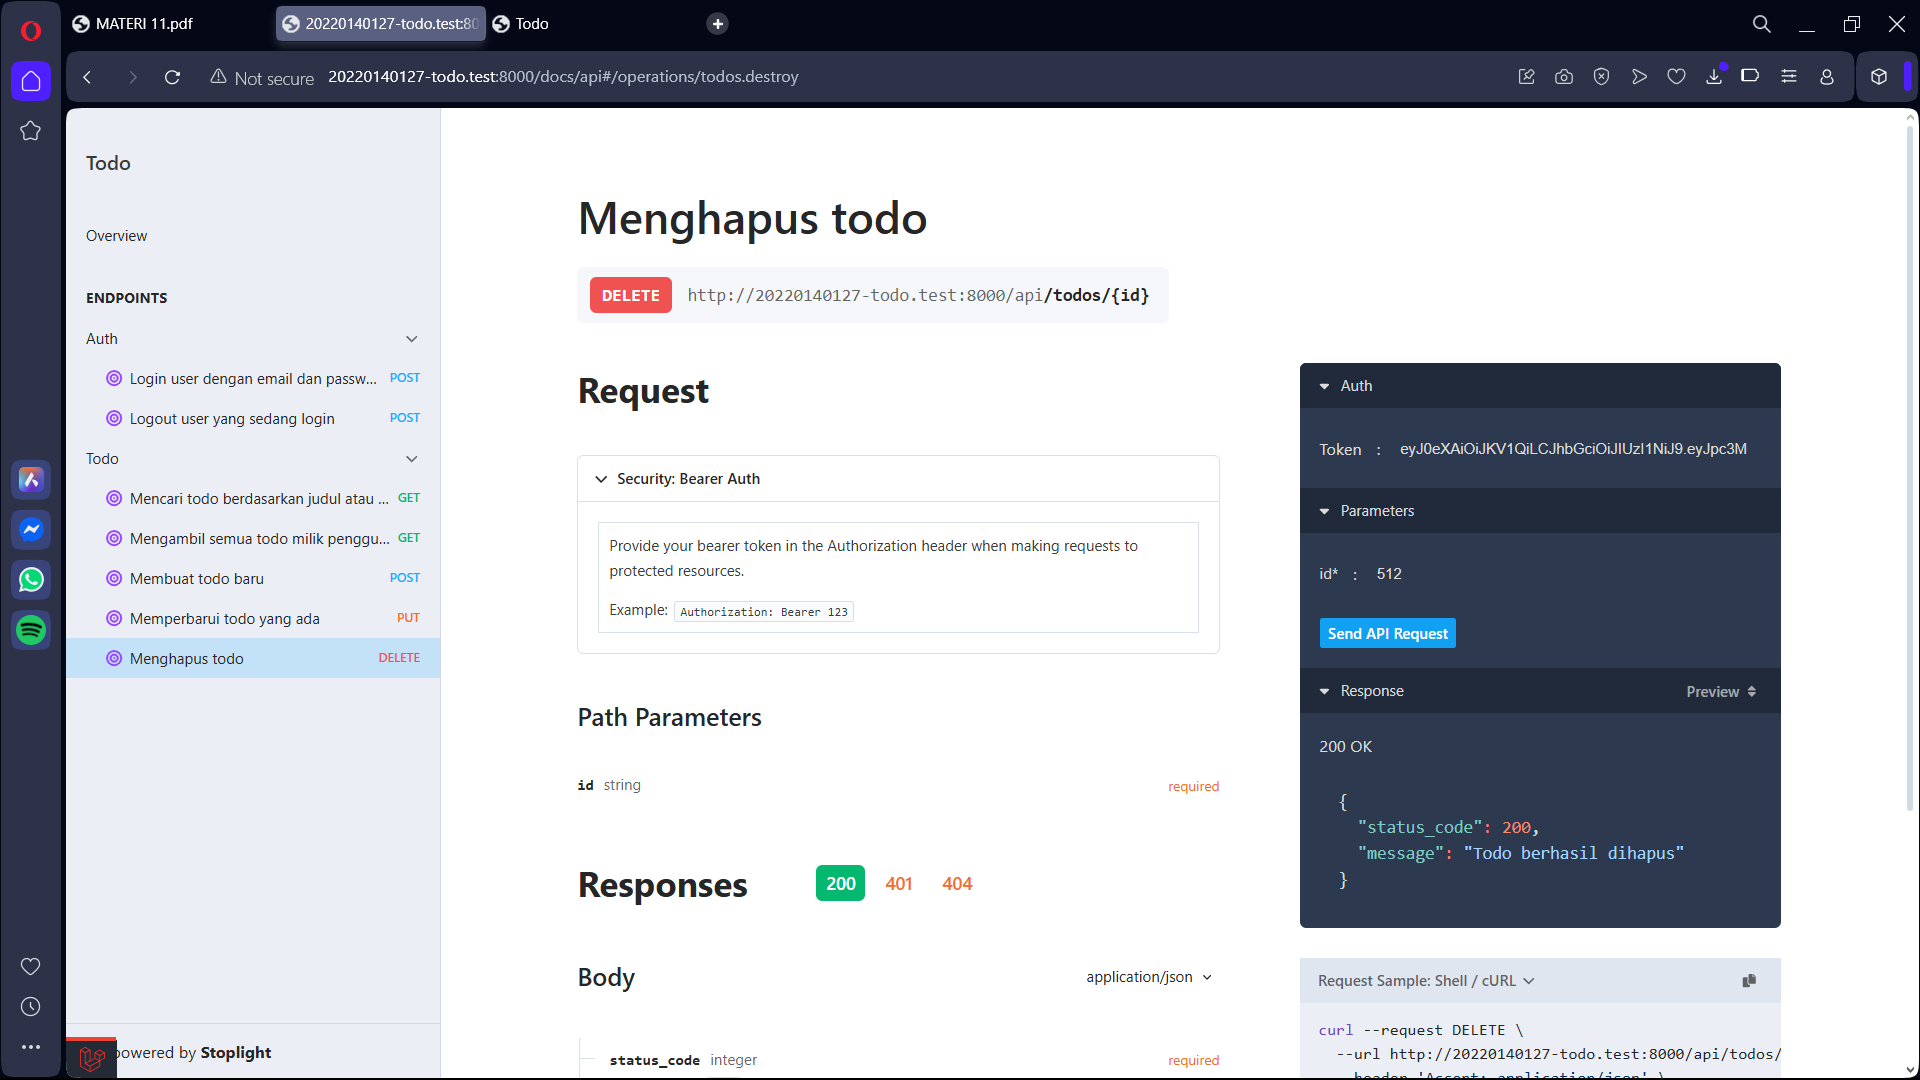 MATERI 11.pdf
20220140127-todo.test:80
Todo
Not secure
20220140127-todo.test:8000/docs/api#/operations/todos.destroy
Todo
Overview
ENDPOINTS
Auth
Login user dengan email dan passw... POST
Logout user yang sedang login POST
Todo
Mencari todo berdasarkan judul atau ... GET
Mengambil semua todo milik penggu... GET
Membuat todo baru POST
Memperbarui todo yang ada PUT
Menghapus todo DELETE
powered by Stoplight
Menghapus todo
DELETE http://20220140127-todo.test:8000/api/todos/{id}
Request
Security: Bearer Auth
Provide your bearer token in the Authorization header when making requests to
protected resources.
Example: Authorization: Bearer 123
Path Parameters
id string required
Responses 200 401 404
Body application/json
status_code integer required
Auth
Token : eyJ0eXAiOiJKV1QiLCJhbGciOiJIUzI1NiJ9.eyJpc3M
Parameters
id* : 512
Send API Request
Response Preview
200 OK
{
"status_code": 200,
"message": "Todo berhasil dihapus"
}
Request Sample: Shell / cURL
curl --request DELETE \
--url http://20220140127-todo.test:8000/api/todos/
--header 'Accept: application/json' \